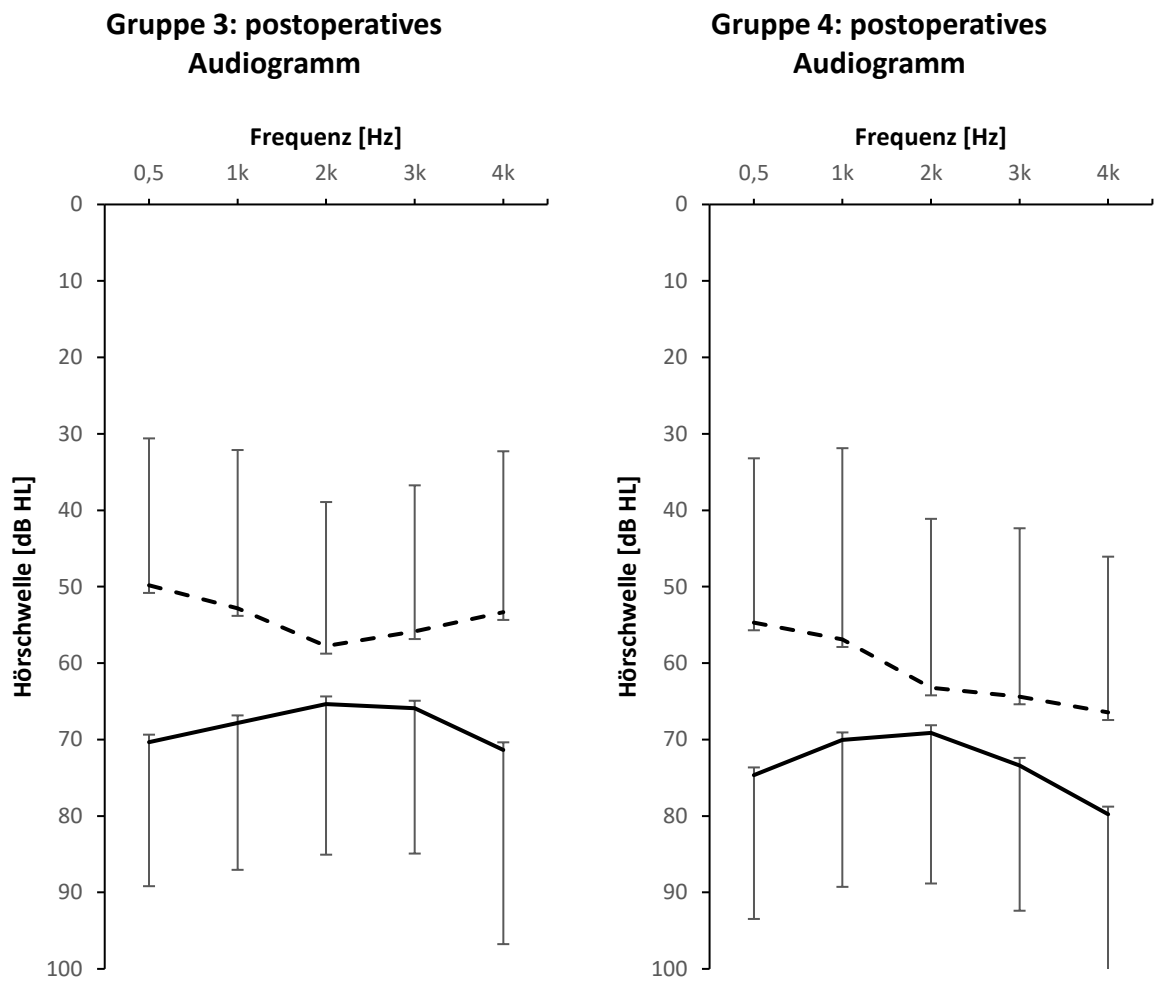 Gruppe 3: postoperatives
Audiogramm
Frequenz [Hz]
0,5 1k 2k 3k 4k
0
10
20
30
40
50
60
70
80
90
100
Hörschwelle [dB HL]
Gruppe 4: postoperatives
Audiogramm
Frequenz [Hz]
0,5 1k 2k 3k 4k
0
10
20
30
40
50
60
70
80
90
100
Hörschwelle [dB HL]